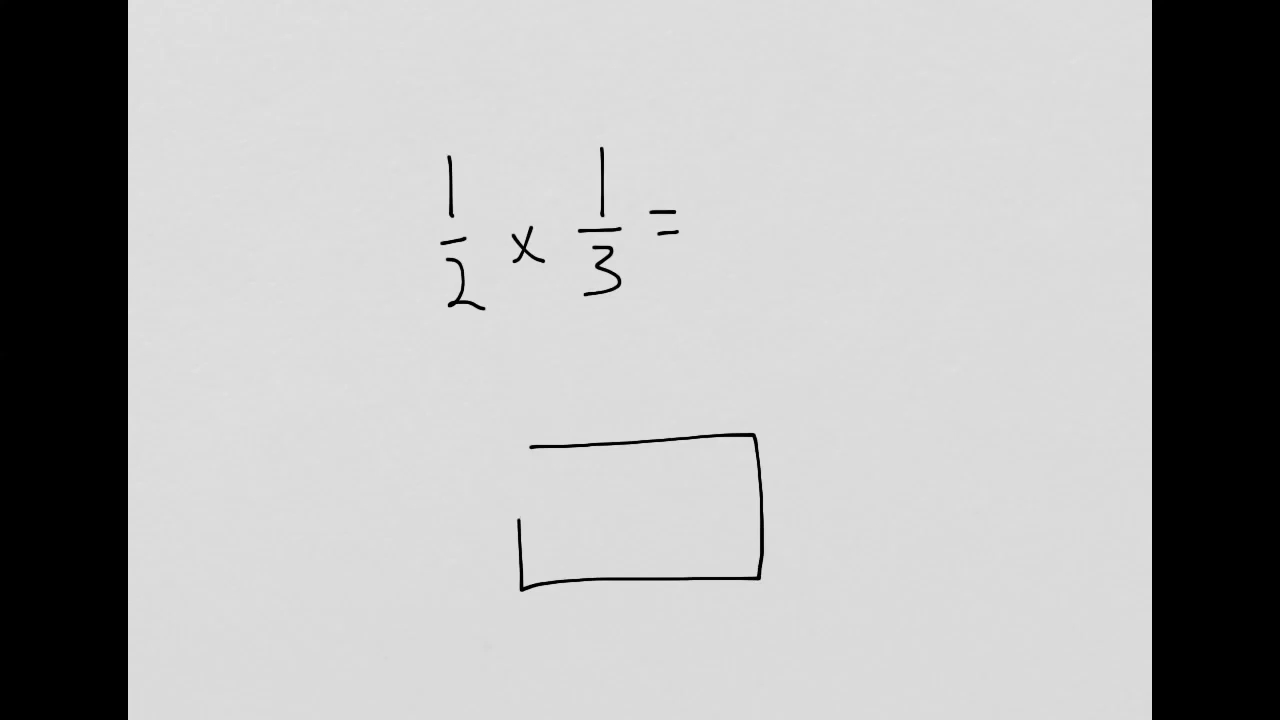 1/2 x 1/3 =